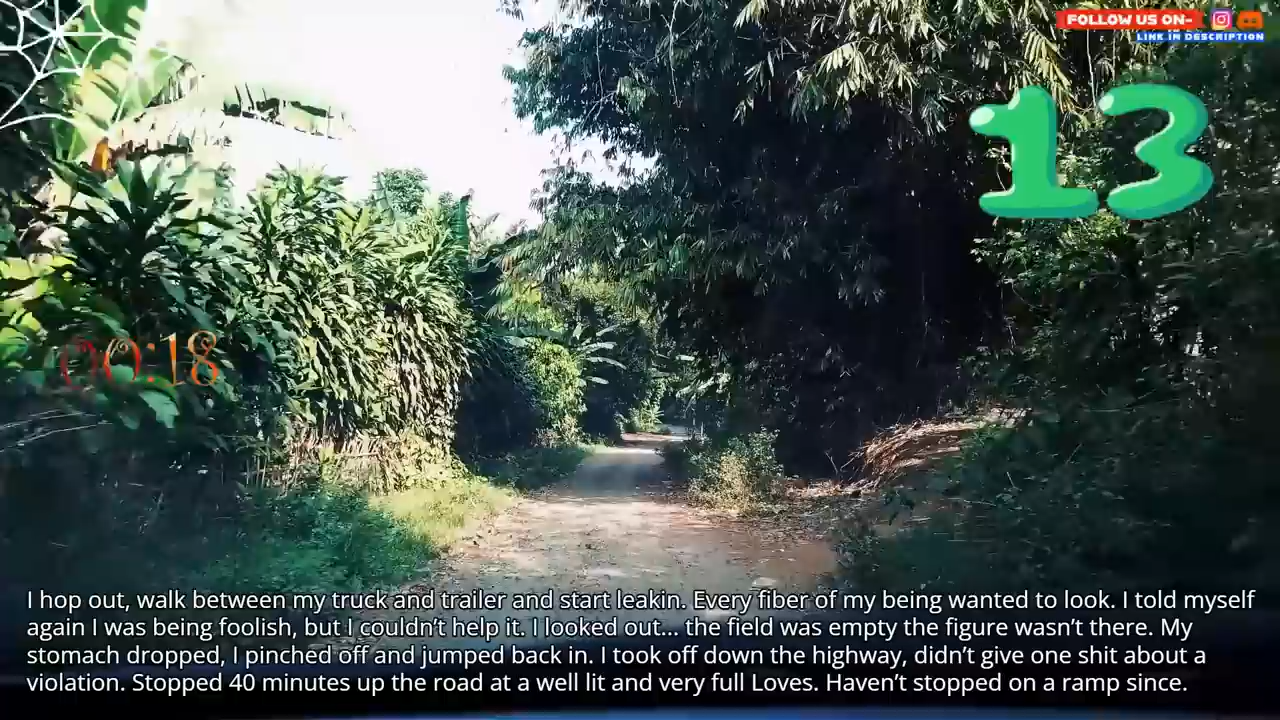 FOLLOW US ON-
LINK IN DESCRIPTION
13
00:18
I hop out, walk between my truck and trailer and start leakin. Every fiber of my being wanted to look. I told myself
again I was being foolish, but I couldn't help it. I looked out... the field was empty the figure wasn't there. My
stomach dropped, I pinched off and jumped back in. I took off down the highway, didn't give one shit about a
violation. Stopped 40 minutes up the road at a well lit and very full Loves. Haven't stopped on a ramp since.